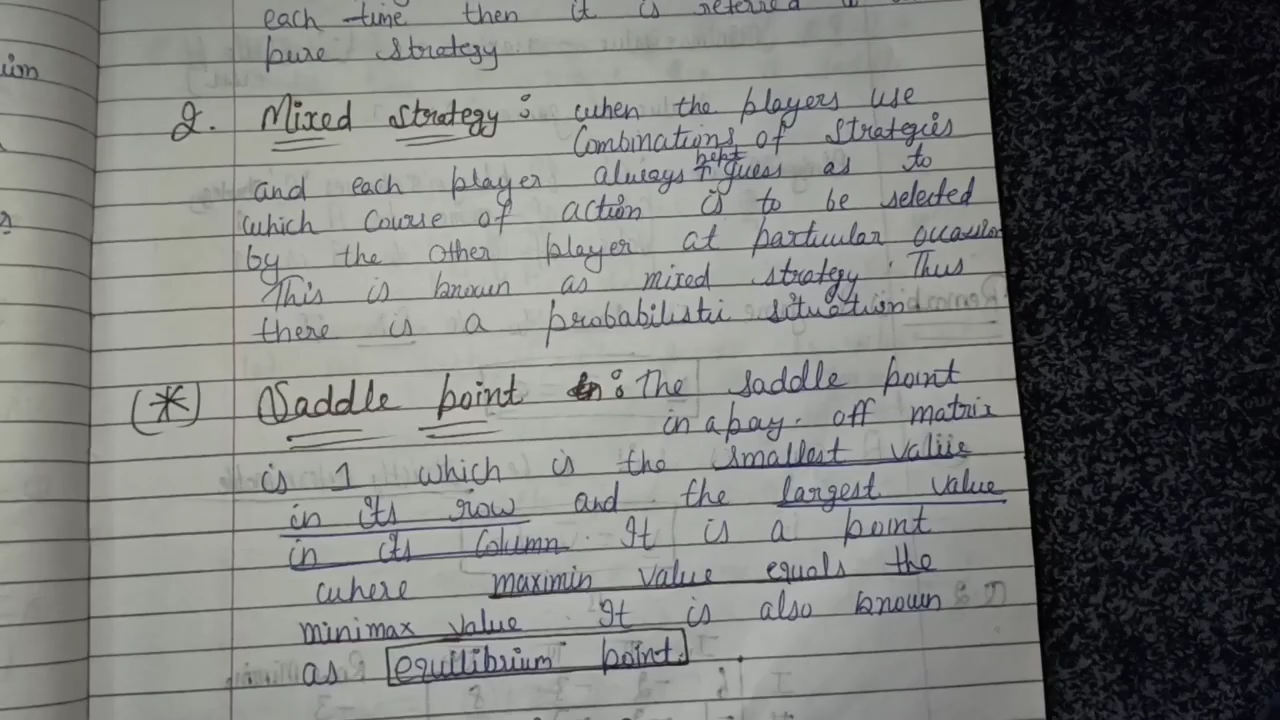 each time then it is referred
pure strategy.
um
2. Mixed strategy : when the players use
Combinations of strategies
and each player always kept guess as to
which course of action is to be selected
by the other player at particular occasion
This is known as mixed strategy. Thus
there is a probabilistic situation
(*) Saddle point : The saddle point
in a pay-off matrix
is 1 which is the smallest value
in its row and the largest value
in its column. It is a point
where maximin value equals the
minimax value. It is also known
as equilibrium point.